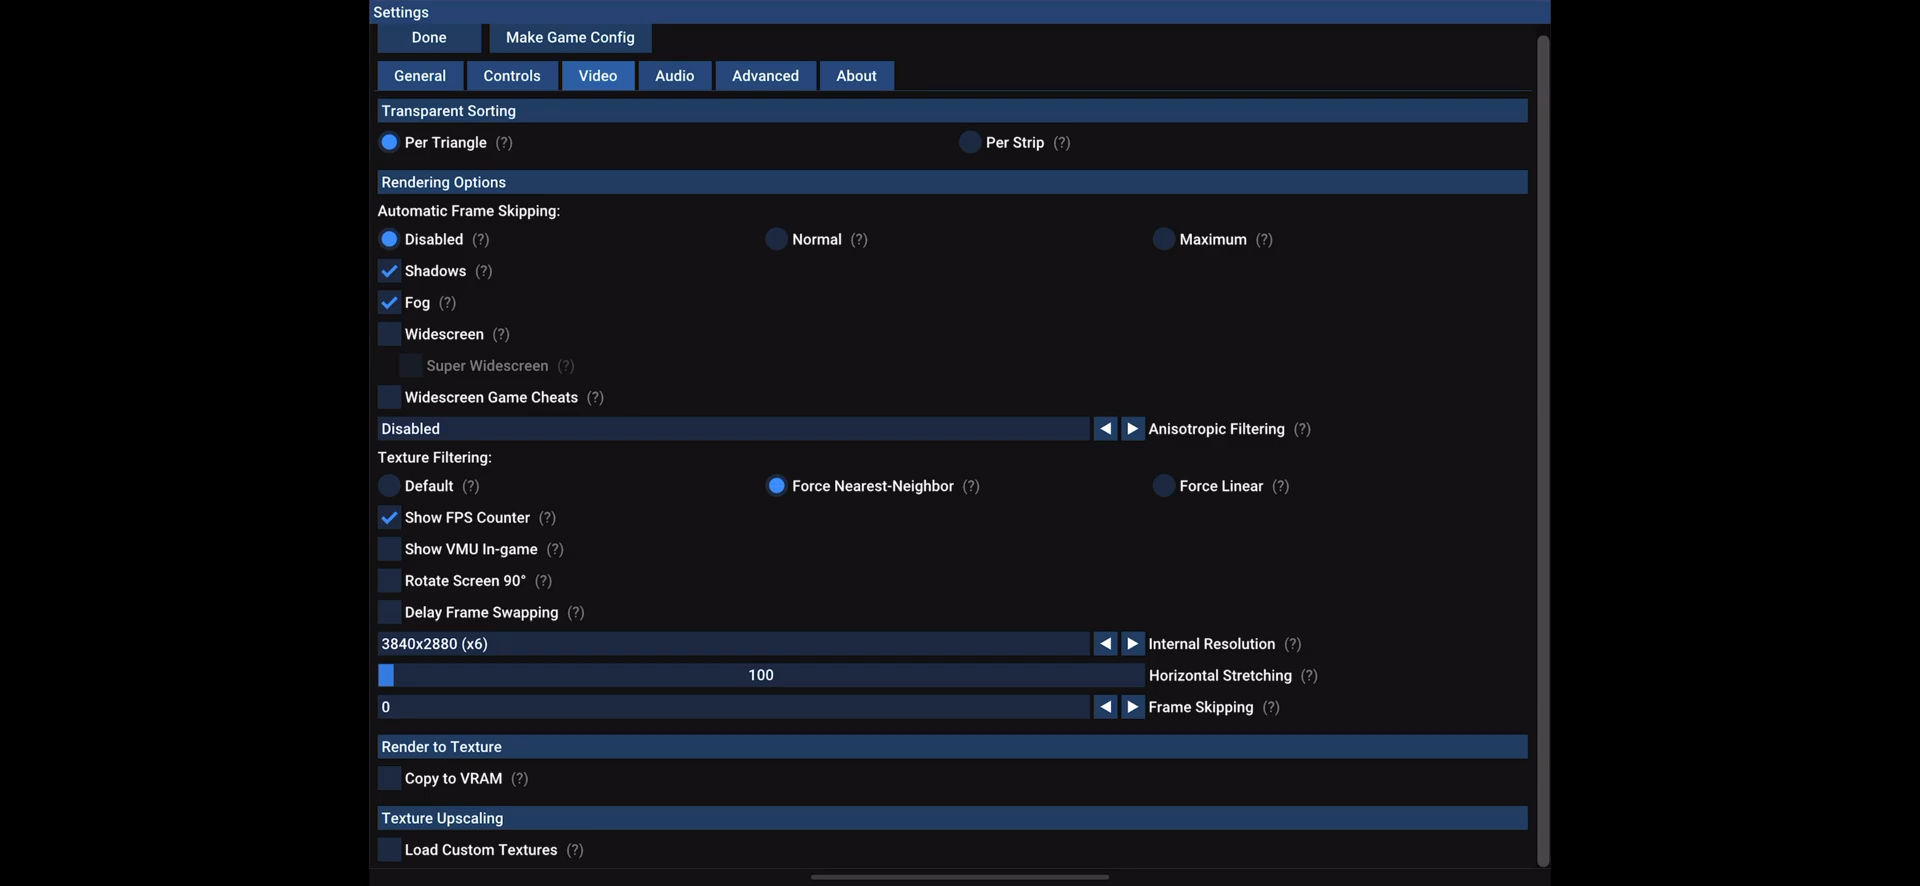 Settings
Done Make Game Config
General Controls Video Audio Advanced About
Transparent Sorting
Per Triangle (?) Per Strip (?)
Rendering Options
Automatic Frame Skipping:
Disabled (?) Normal (?) Maximum (?)
Shadows (?)
Fog (?)
Widescreen (?)
Super Widescreen (?)
Widescreen Game Cheats (?)
Disabled Anisotropic Filtering (?)
Texture Filtering:
Default (?) Force Nearest-Neighbor (?) Force Linear (?)
Show FPS Counter (?)
Show VMU In-game (?)
Rotate Screen 90° (?)
Delay Frame Swapping (?)
3840x2880 (x6) Internal Resolution (?)
100 Horizontal Stretching (?)
0 Frame Skipping (?)
Render to Texture
Copy to VRAM (?)
Texture Upscaling
Load Custom Textures (?)